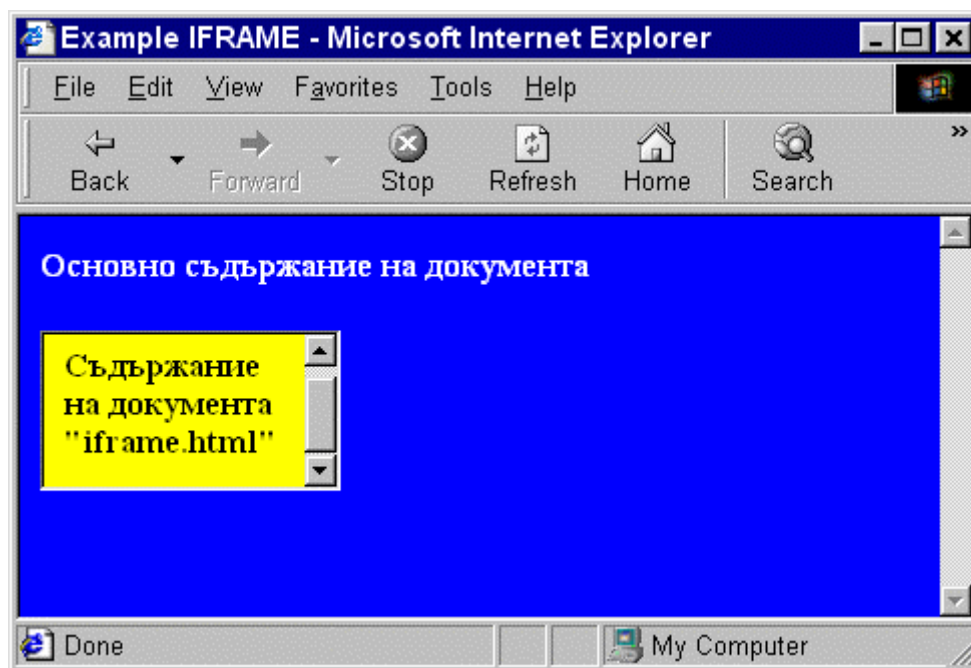 Example IFRAME - Microsoft Internet Explorer
File Edit View Favorites Tools Help
Back Forward Stop Refresh Home Search »
Основно съдържание на документа
Съдържание
на документа
"iframe.html"
Done My Computer